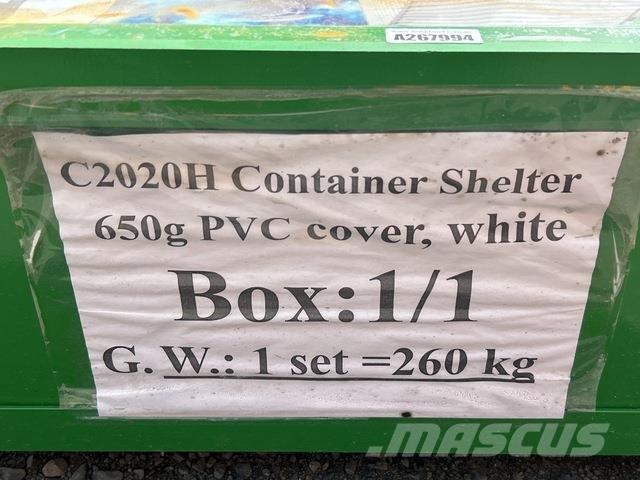 A267994
C2020H Container Shelter
650g PVC cover, white
Box:1/1
G. W.: 1 set =260 kg
MASCUS